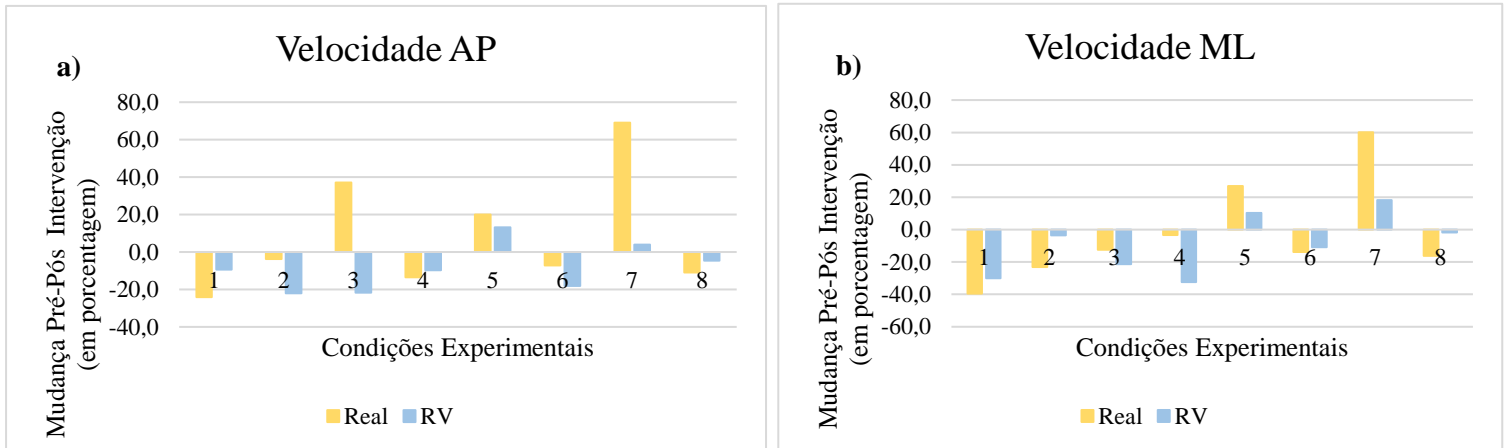 a)
Velocidade AP
Mudança Pré-Pós Intervenção
(em porcentagem)
80,0
60,0
40,0
20,0
0,0
-20,0
-40,0
1 2 3 4 5 6 7 8
Condições Experimentais
Real RV
b)
Velocidade ML
Mudança Pré-Pós Intervenção
(em porcentagem)
80,0
60,0
40,0
20,0
0,0
-20,0
-40,0
-60,0
1 2 3 4 5 6 7 8
Condições Experimentais
Real RV